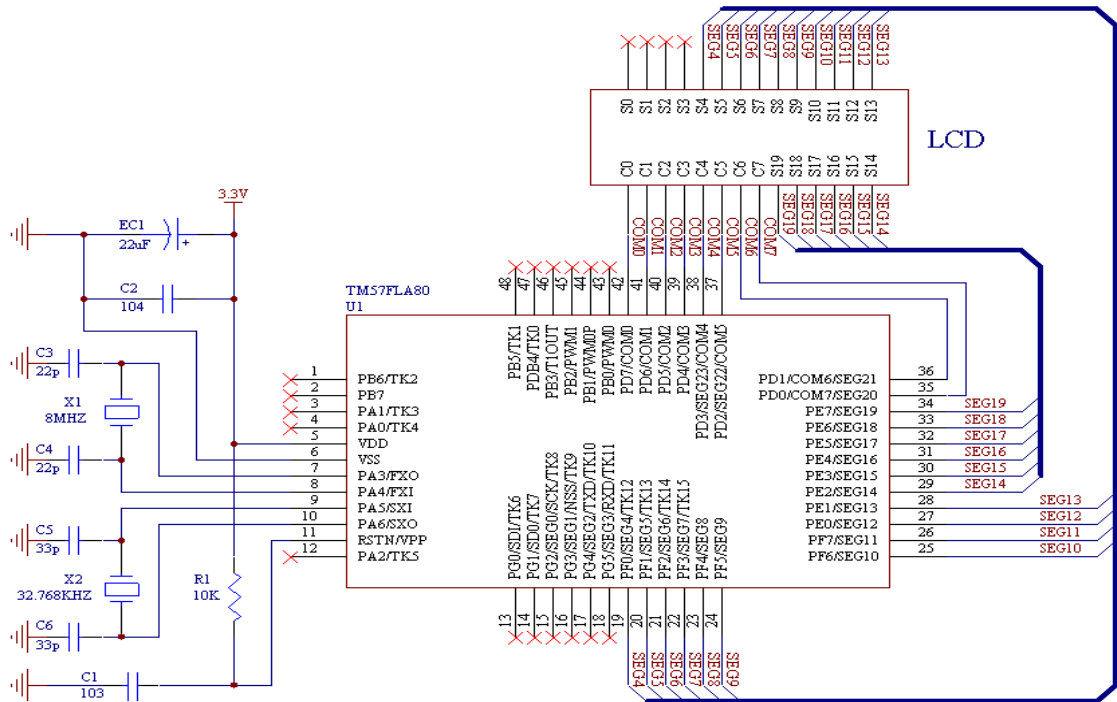 SEG4 SEG5 SEG6 SEG7 SEG8 SEG9 SEG10 SEG11 SEG12 SEG13
S0 S1 S2 S3 S4 S5 S6 S7 S8 S9 S10 S11 S12 S13
LCD
C0 C1 C2 C3 C4 C5 C6 C7 S19 S18 S17 S16 S15 S14
COM0 COM1 COM2 COM3 COM4 COM5 COM6 COM7 SEG19 SEG18 SEG17 SEG16 SEG15 SEG14
3.3V
EC1
22uF
+
C2
104
C3
22p
X1
8MHZ
C4
22p
C5
33p
X2
32.768KHZ
C6
33p
R1
10K
C1
103
TM57FLA80
U1
48 47 46 45 44 43 42 41 40 39 38 37
PB5/TK1
PDB4/TK0
PB3/T1OUT
PB2/PWM1
PB1/PWM0P
PB0/PWM0
PD7/COM0
PD6/COM1
PD5/COM2
PD4/COM3
PD3/SEG23/COM4
PD2/SEG22/COM5
1 PB6/TK2
2 PB7
3 PA1/TK3
4 PA0/TK4
5 VDD
6 VSS
7 PA3/FXO
8 PA4/FXI
9 PA5/SXI
10 PA6/SXO
11 RSTN/VPP
12 PA2/TK5
PD1/COM6/SEG21 36
PD0/COM7/SEG20 35
PE7/SEG19 34 SEG19
PE6/SEG18 33 SEG18
PE5/SEG17 32 SEG17
PE4/SEG16 31 SEG16
PE3/SEG15 30 SEG15
PE2/SEG14 29 SEG14
PE1/SEG13 28 SEG13
PE0/SEG12 27 SEG12
PF7/SEG11 26 SEG11
PF6/SEG10 25 SEG10
PG0/SDI/TK6
PG1/SD0/TK7
PG2/SEG0/SCK/TK8
PG3/SEG1/NSS/TK9
PG4/SEG2/TXD/TK10
PG5/SEG3/RXD/TK11
PF0/SEG4/TK12
PF1/SEG5/TK13
PF2/SEG6/TK14
PF3/SEG7/TK15
PF4/SEG8
PF5/SEG9
13 14 15 16 17 18 19 20 21 22 23 24
SEG4 SEG5 SEG6 SEG7 SEG8 SEG9